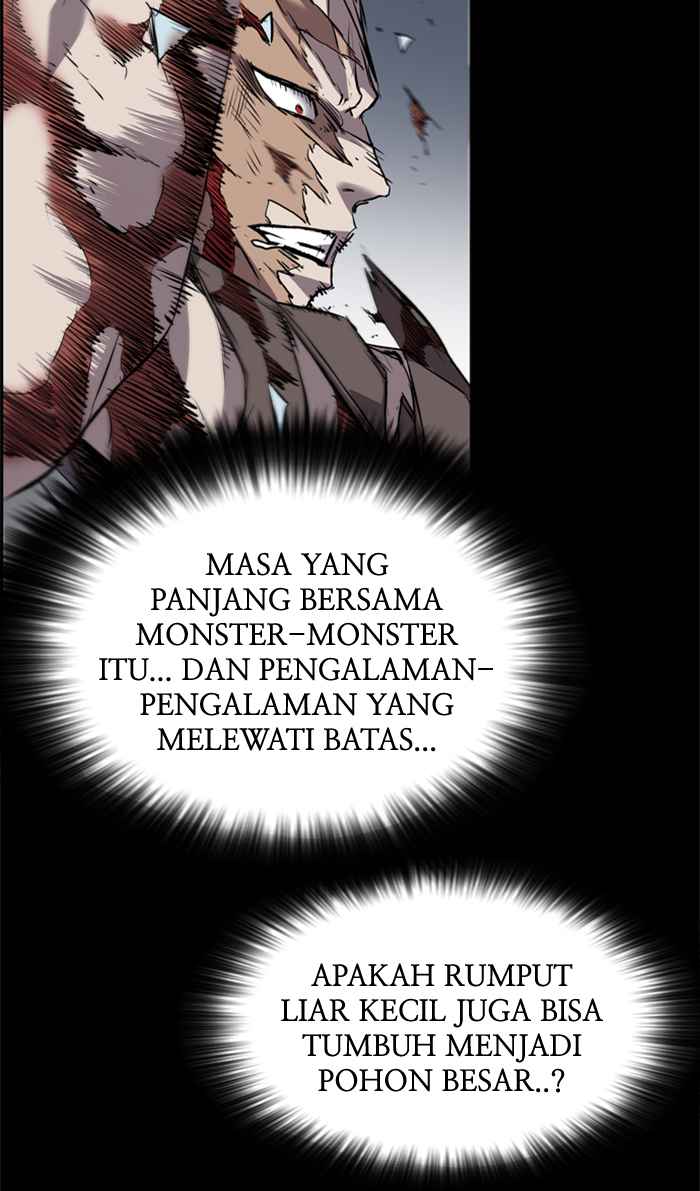 MASA YANG
PANJANG BERSAMA
MONSTER-MONSTER
ITU... DAN PENGALAMAN-
PENGALAMAN YANG
MELEWATI BATAS...
APAKAH RUMPUT
LIAR KECIL JUGA BISA
TUMBUH MENJADI
POHON BESAR..?